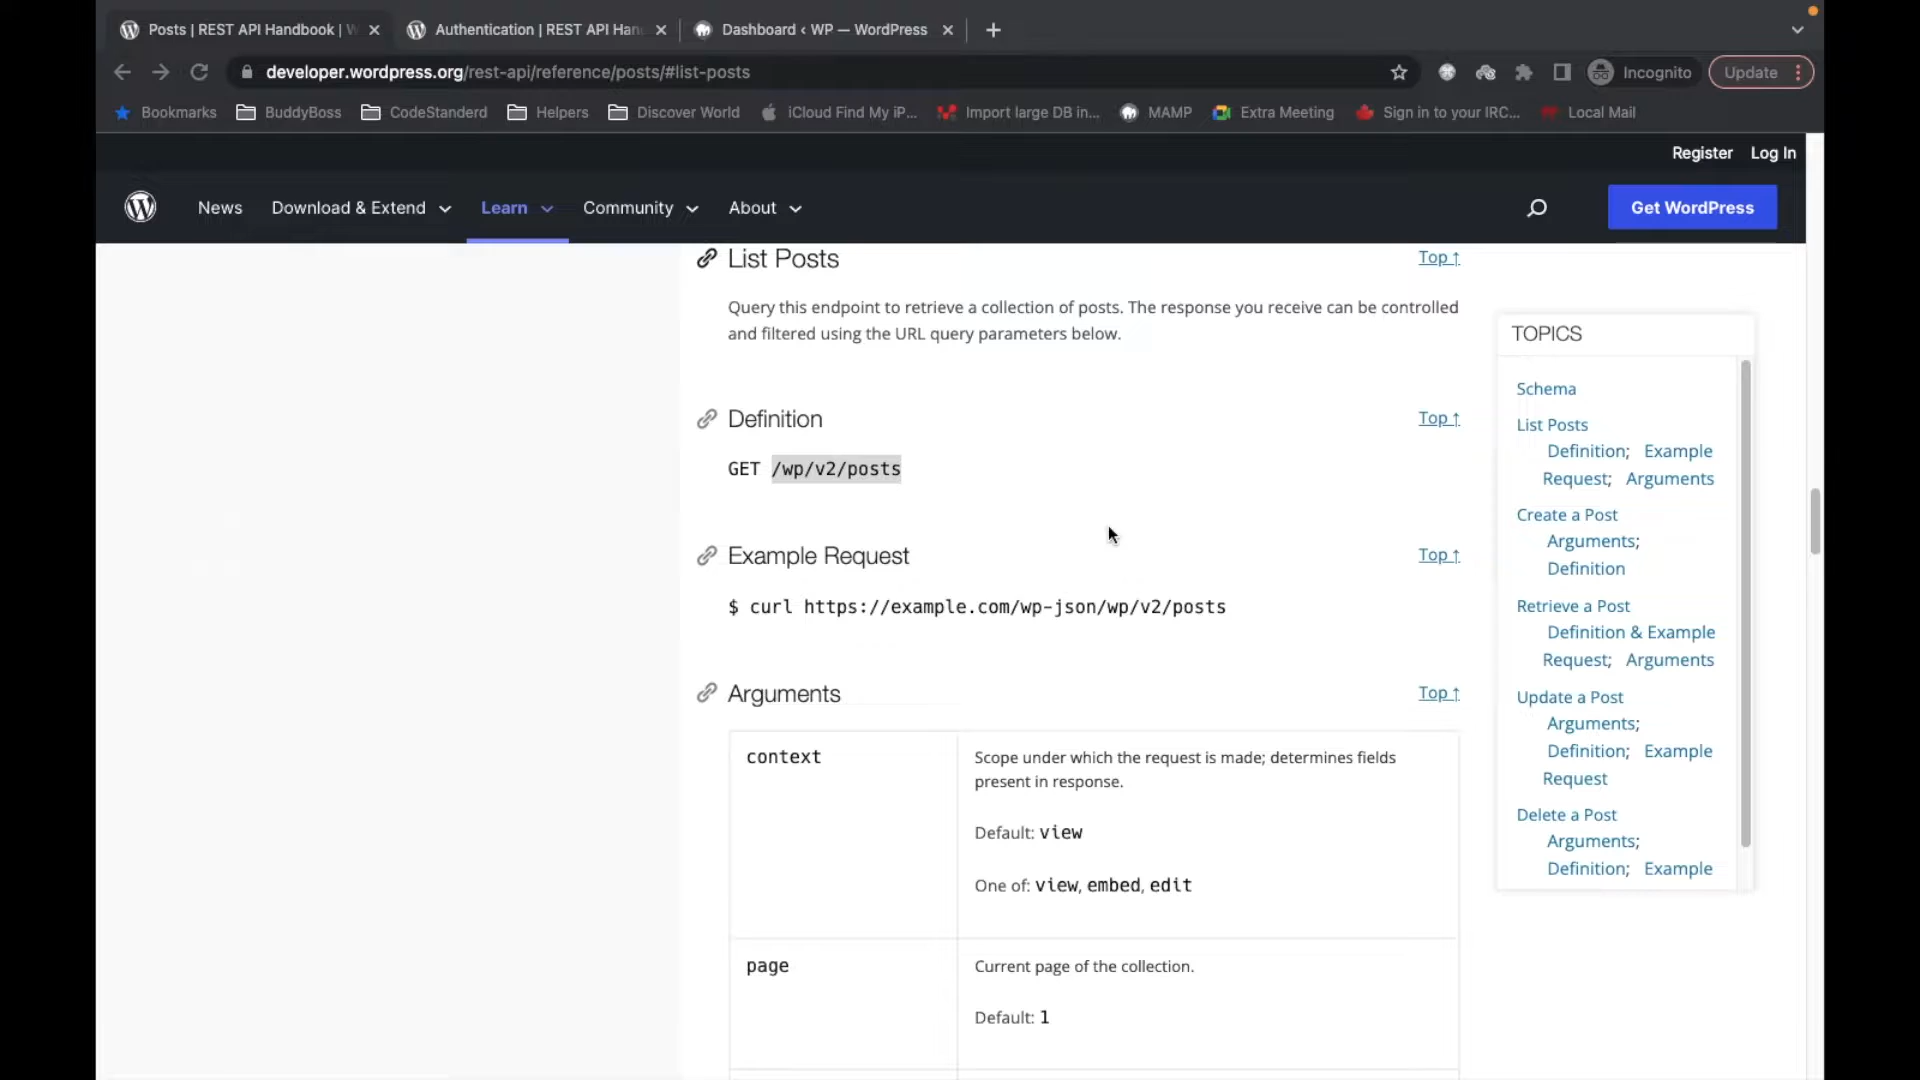 Posts | REST API Handbook | W
Authentication | REST API Han
Dashboard ‹ WP — WordPress
developer.wordpress.org/rest-api/reference/posts/#list-posts
Incognito
Update
Bookmarks
BuddyBoss
CodeStanderd
Helpers
Discover World
iCloud Find My iP...
Import large DB in...
MAMP
Extra Meeting
Sign in to your IRC...
Local Mail
Register Log In
News
Download & Extend
Learn
Community
About
Get WordPress
List Posts
Top ↑
Query this endpoint to retrieve a collection of posts. The response you receive can be controlled
and filtered using the URL query parameters below.
Definition
Top ↑
GET /wp/v2/posts
Example Request
Top ↑
$ curl https://example.com/wp-json/wp/v2/posts
Arguments
Top ↑
context
Scope under which the request is made; determines fields
present in response.
Default: view
One of: view, embed, edit
page
Current page of the collection.
Default: 1
TOPICS
Schema
List Posts
Definition; Example
Request; Arguments
Create a Post
Arguments;
Definition
Retrieve a Post
Definition & Example
Request; Arguments
Update a Post
Arguments;
Definition; Example
Request
Delete a Post
Arguments;
Definition; Example